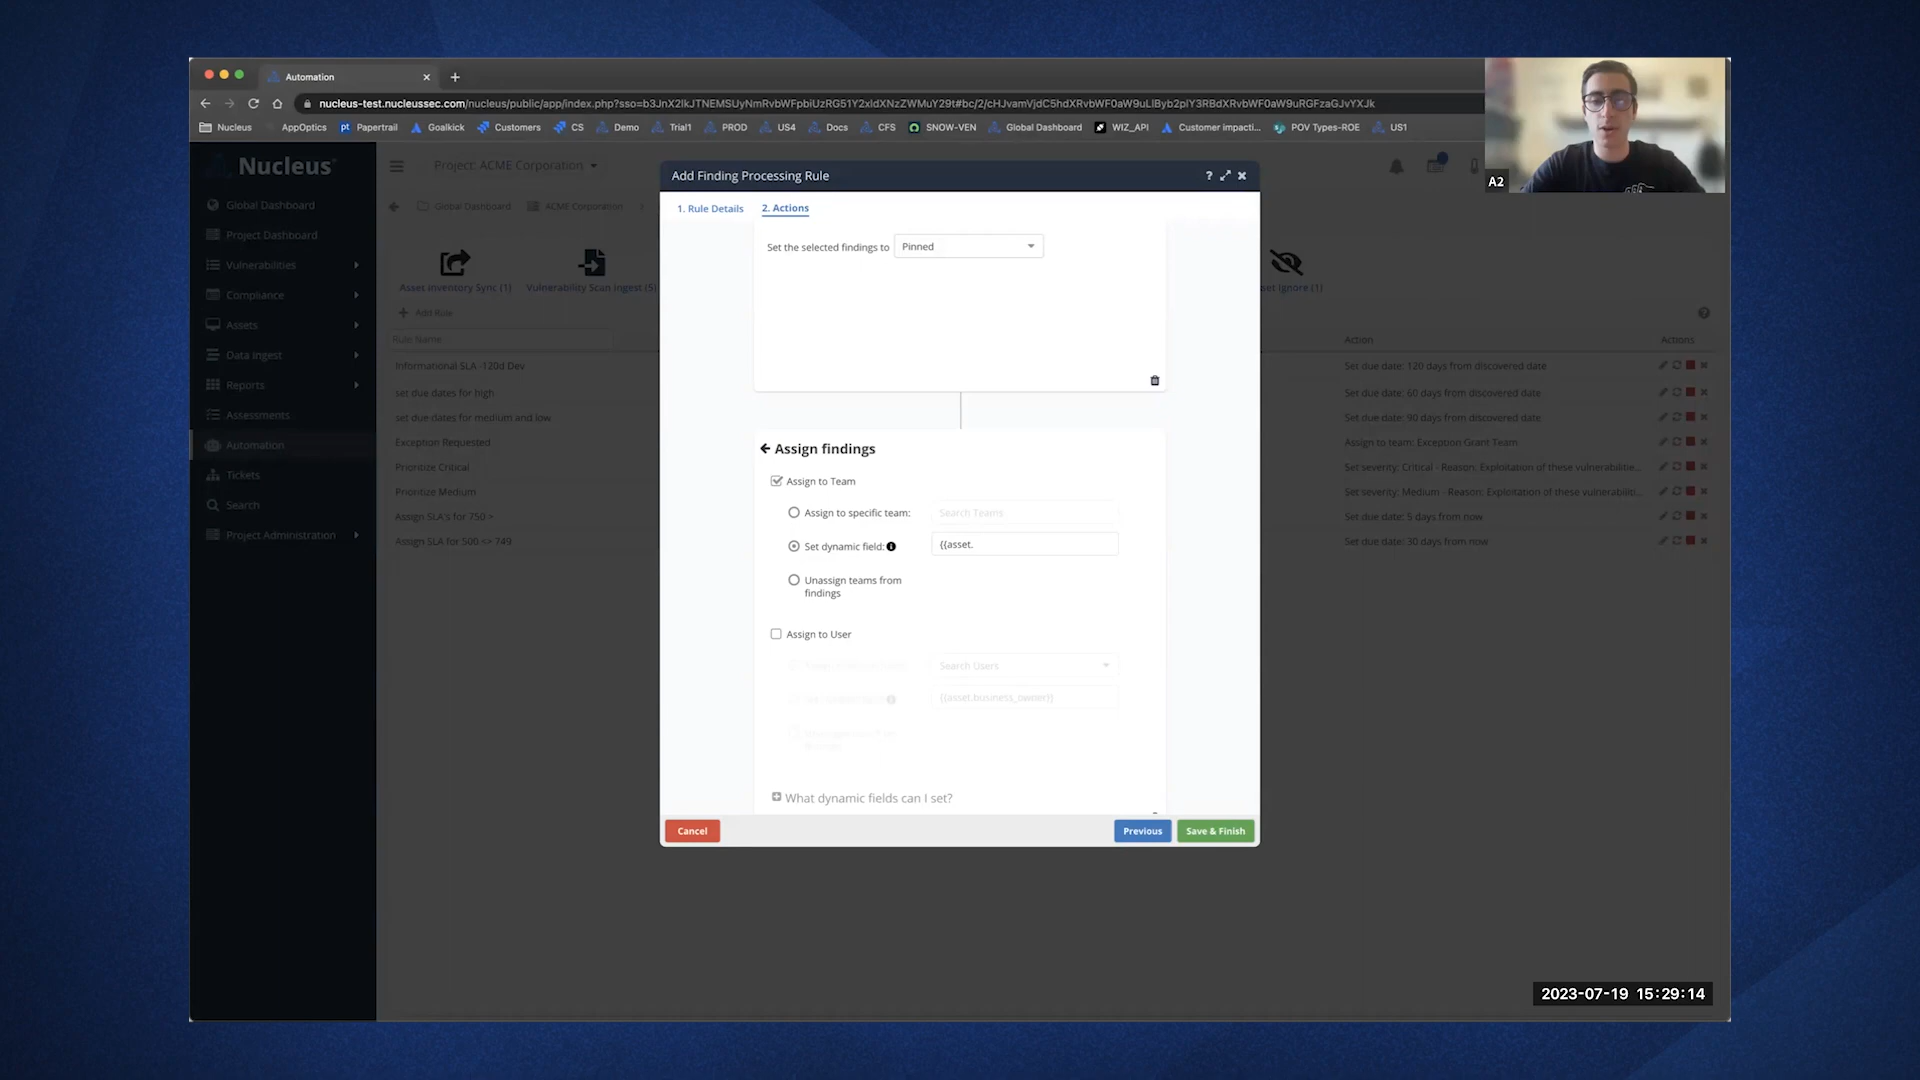 Automation
nucleus-test.nucleussec.com/nucleus/public/app/index.php?sso=b3JnX2lkJTNEMSUyNmRvbWFpbiUzRG51Y2xldXNzZWMuY29t#bc/2/cHJvamVjdC5hdXRvbWF0aW9uLlByb2plY3RBdXRvbWF0aW9uRGFzaGJvYXJk
Nucleus AppOptics pt Papertrail Goalkick Customers CS Demo Trial1 PROD US4 Docs CFS SNOW-VEN Global Dashboard WIZ_API Customer impacti... POV Types-ROE US1
A2
Nucleus
Project: ACME Corporation
Global Dashboard
Project Dashboard
Vulnerabilities
Compliance
Assets
Data Ingest
Reports
Assessments
Automation
Tickets
Search
Project Administration
Global Dashboard ACME Corporation
Asset Inventory Sync (1) Vulnerability Scan Ingest (5)
set Ignore (1)
Add Rule
Rule Name
Action Actions
Informational SLA -120d Dev
Set due date: 120 days from discovered date
set due dates for high
Set due date: 60 days from discovered date
set due dates for medium and low
Set due date: 90 days from discovered date
Exception Requested
Assign to team: Exception Grant Team
Prioritize Critical
Set severity: Critical - Reason: Exploitation of these vulnerabilitie...
Prioritize Medium
Set severity: Medium - Reason: Exploitation of these vulnerabiliti...
Assign SLA's for 750 >
Set due date: 5 days from now
Assign SLA for 500 <> 749
Set due date: 30 days from now
Add Finding Processing Rule
1. Rule Details 2. Actions
Set the selected findings to Pinned
Assign findings
Assign to Team
Assign to specific team: Search Teams
Set dynamic field: {{asset.
Unassign teams from
findings
Assign to User
Search Users
{{asset.business_owner}}
What dynamic fields can I set?
Cancel Previous Save & Finish
2023-07-19 15:29:14